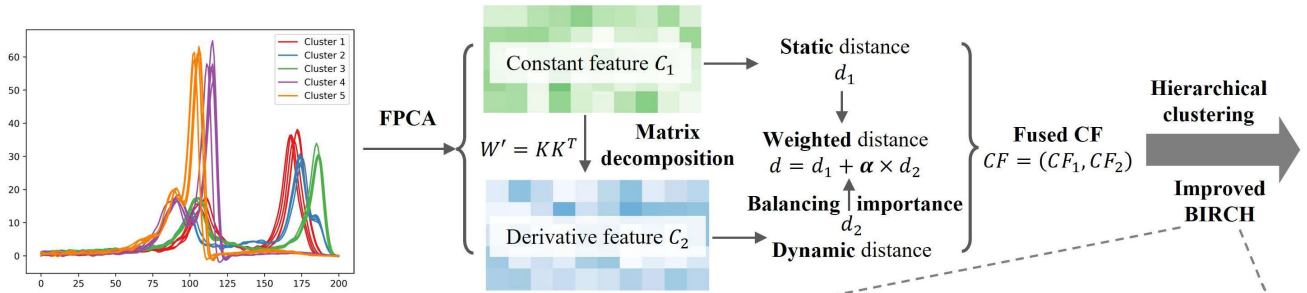 60
50
40
30
20
10
0
0
25
50
75
100
125
150
175
200
Cluster 1
Cluster 2
Cluster 3
Cluster 4
Cluster 5
FPCA
Constant feature C₁
W′ = KKᵀ
Matrix
decomposition
Derivative feature C₂
Static distance
d₁
Weighted distance
d = d₁ + α × d₂
Balancing importance
d₂
Dynamic distance
Fused CF
CF = (CF₁, CF₂)
Hierarchical
clustering
Improved
BIRCH